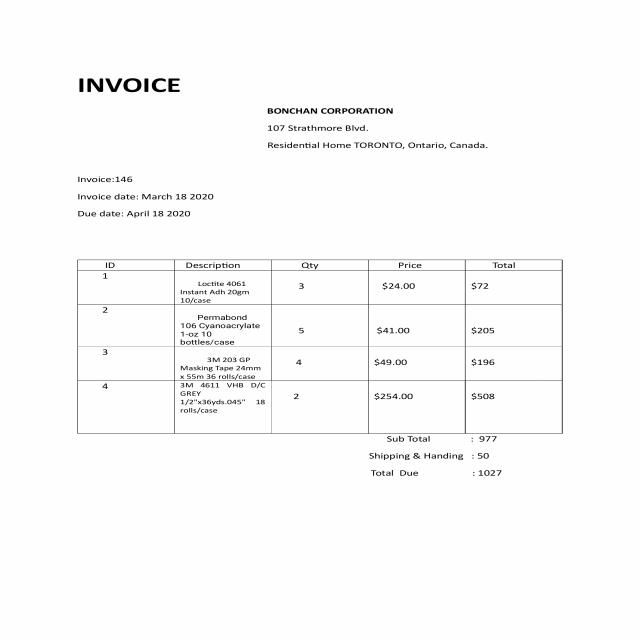 INVOICE
BONCHAN CORPORATION
107 Strathmore Blvd.
Residential Home TORONTO, Ontario, Canada.
Invoice:146
Invoice date: March 18 2020
Due date: April 18 2020
ID Description Qty Price Total
1
Loctite 4061
Instant Adh 20gm
10/case
3 $24.00 $72
2
Permabond
106 Cyanoacrylate
1-oz 10
bottles/case
5 $41.00 $205
3
3M 203 GP
Masking Tape 24mm
x 55m 36 rolls/case
4 $49.00 $196
4
3M 4611 VHB D/C
GREY
1/2"x36yds.045" 18
rolls/case
2 $254.00 $508
Sub Total : 977
Shipping & Handing : 50
Total Due : 1027